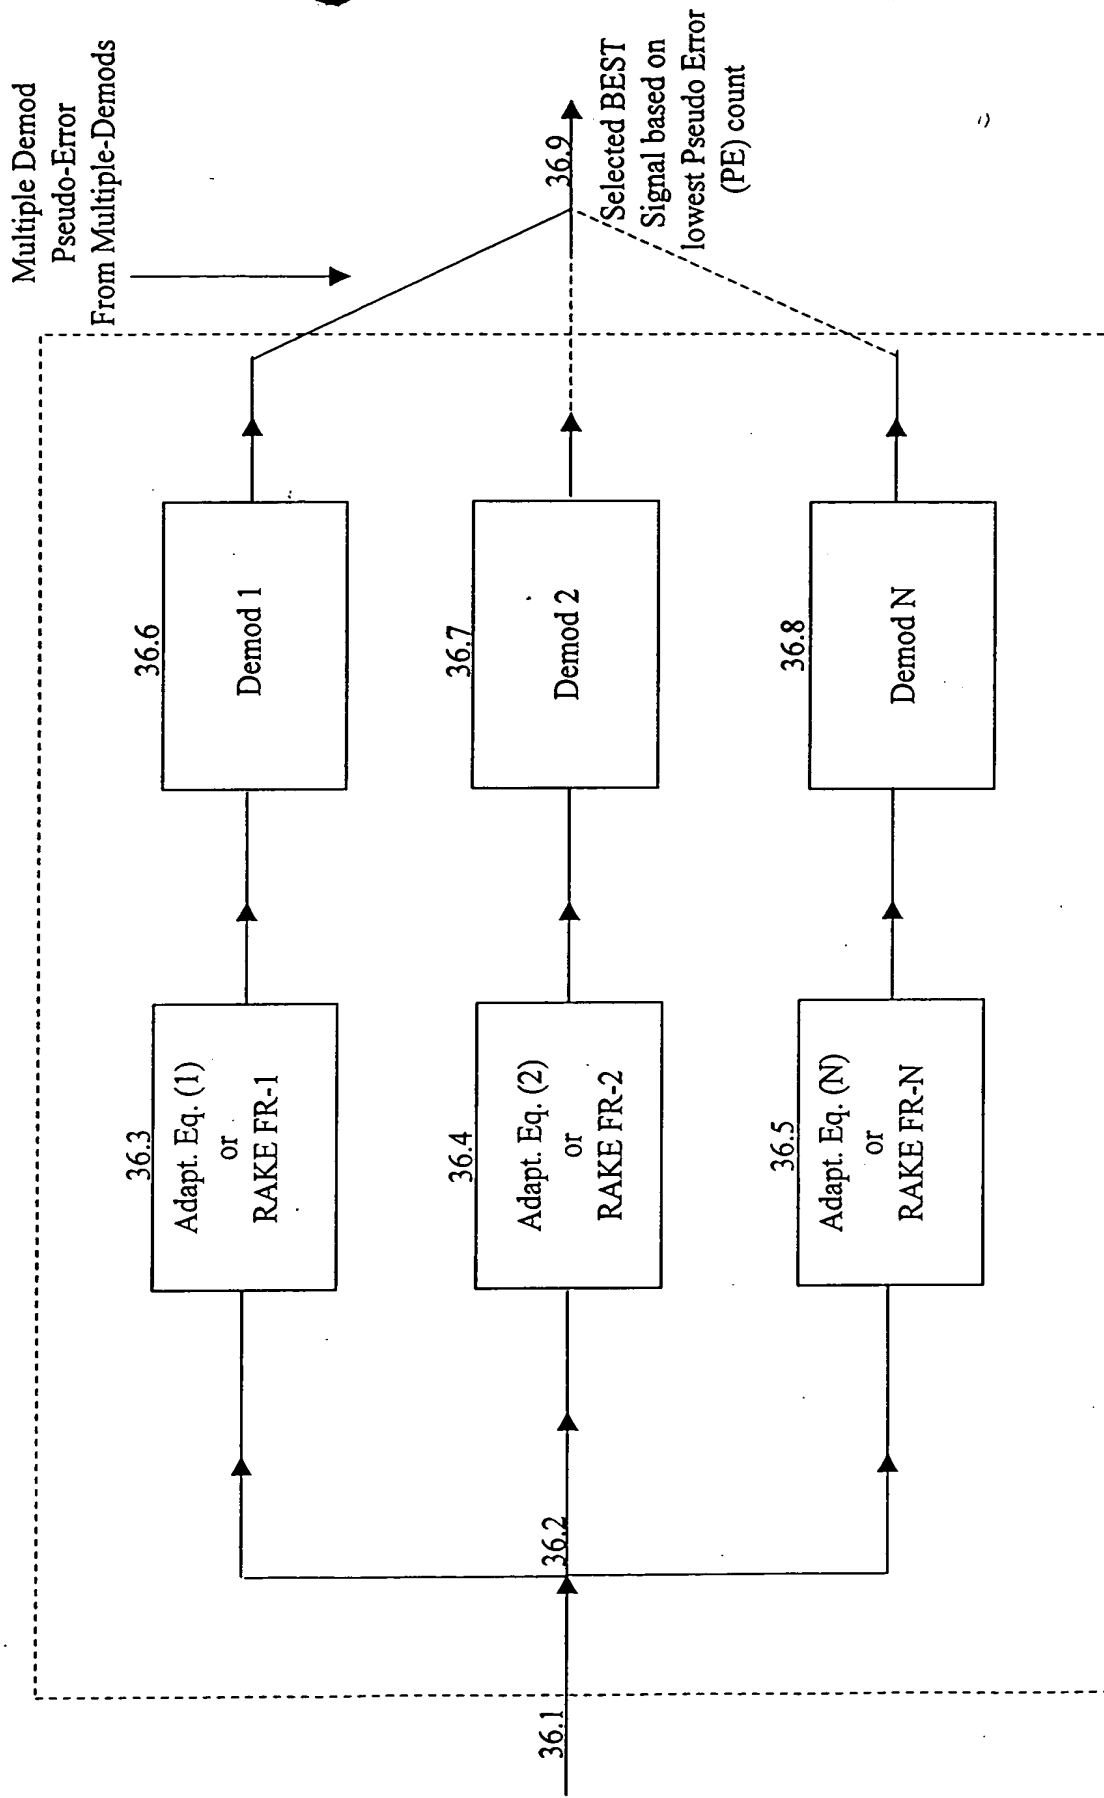 Multiple Demod
Pseudo-Error
From Multiple-Demods
36.1
36.2
36.3
Adapt. Eq. (1)
or
RAKE FR-1
36.6
Demod 1
36.4
Adapt. Eq. (2)
or
RAKE FR-2
36.7
Demod 2
36.9
Selected BEST
Signal based on
lowest Pseudo Error
(PE) count
36.5
Adapt. Eq. (N)
or
RAKE FR-N
36.8
Demod N